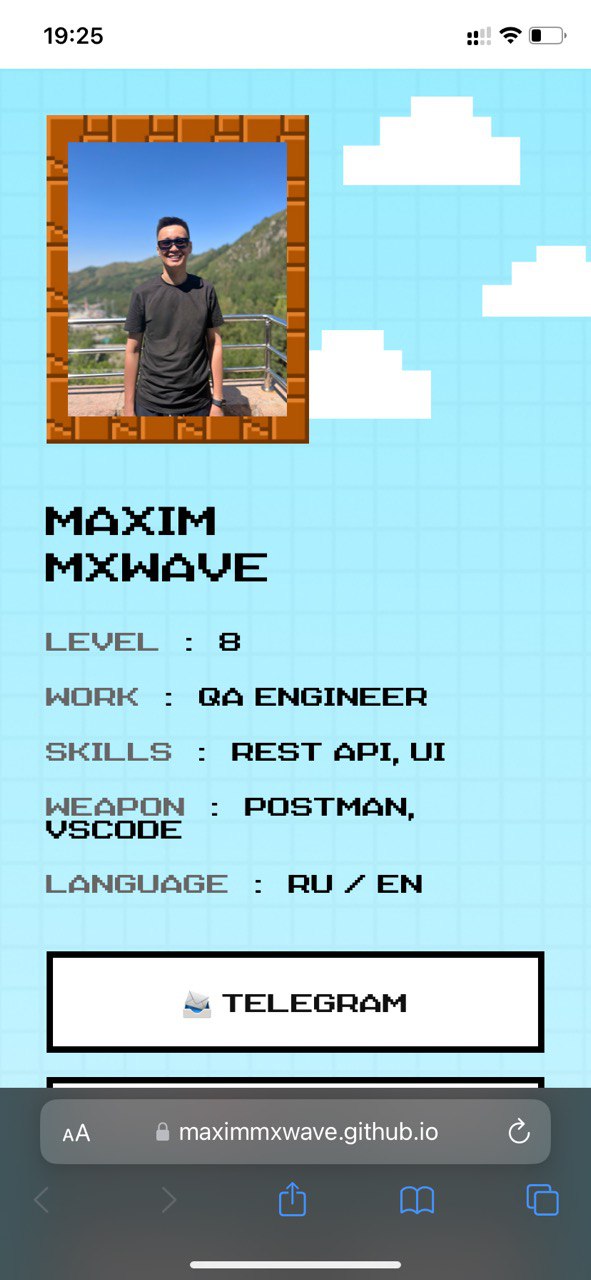 19:25
MAXIM
MXWAVE
LEVEL : 8
WORK : QA ENGINEER
SKILLS : REST API, UI
WEAPON : POSTMAN,
VSCODE
LANGUAGE : RU / EN
TELEGRAM
AA maximmxwave.github.io